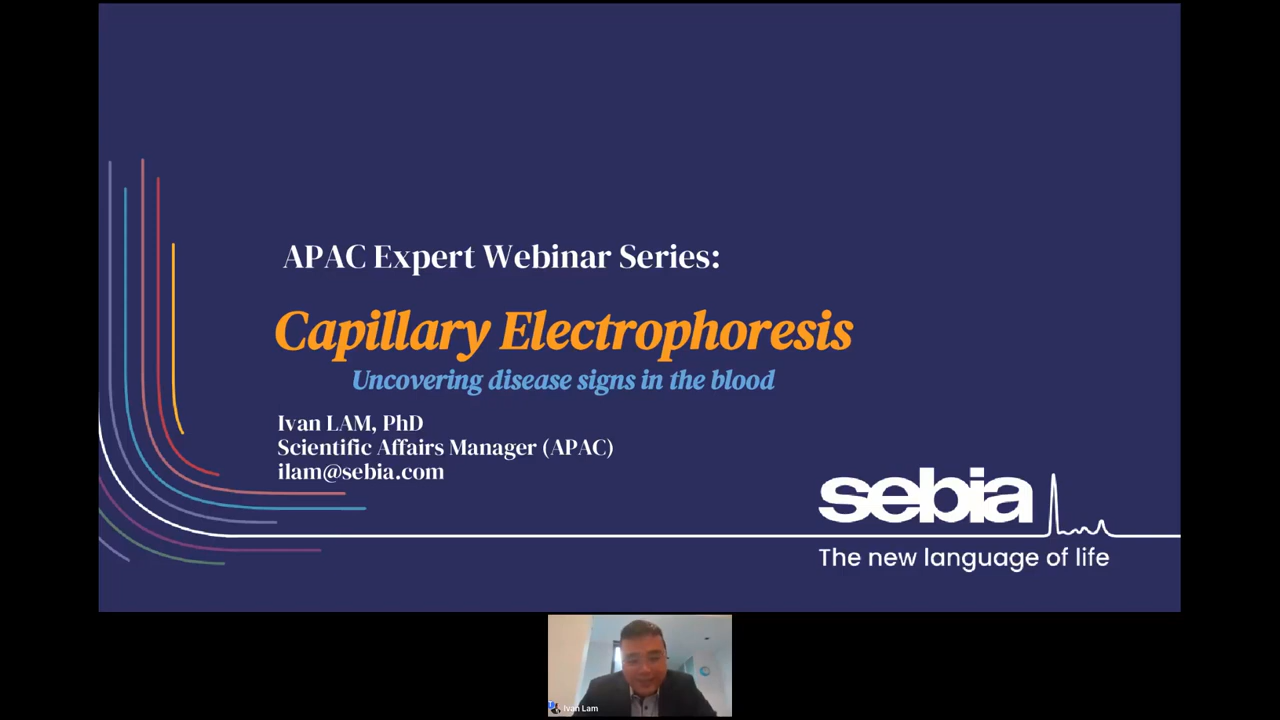 APAC Expert Webinar Series:
Capillary Electrophoresis
Uncovering disease signs in the blood
Ivan LAM, PhD
Scientific Affairs Manager (APAC)
ilam@sebia.com
sebia
The new language of life
Ivan Lam